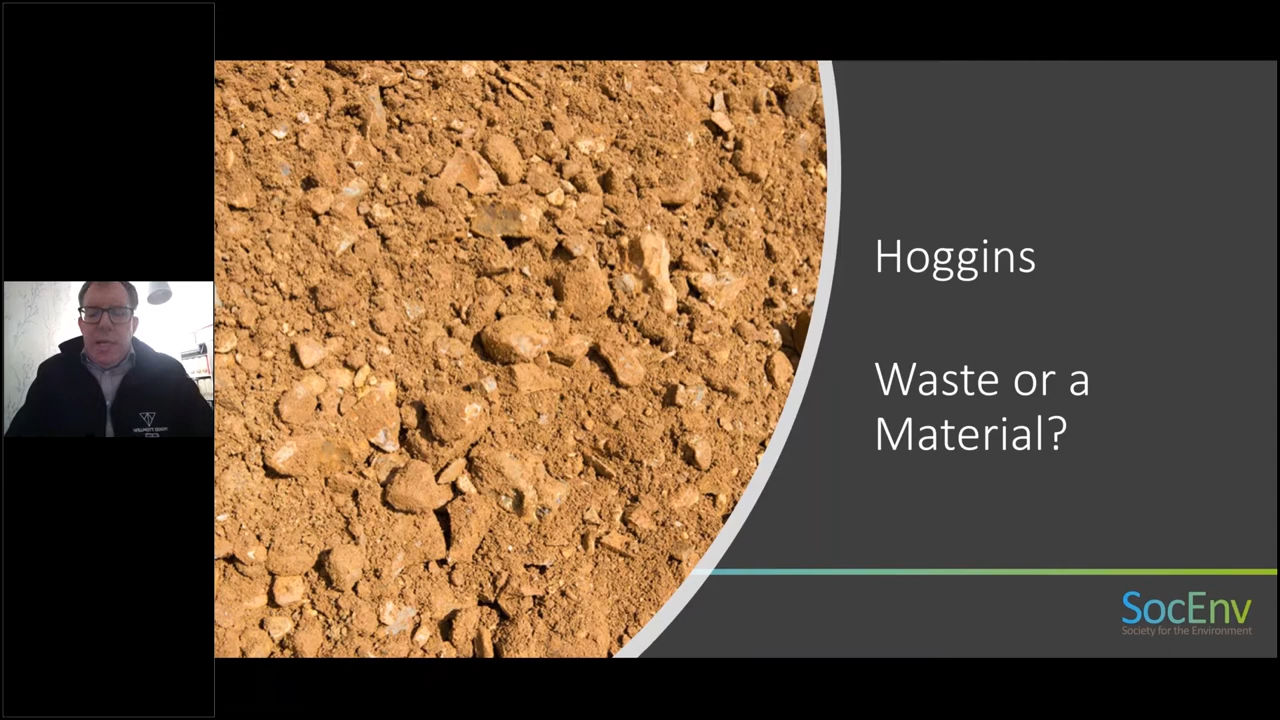 Hoggins
Waste or a
Material?
SocEnv
Society for the Environment